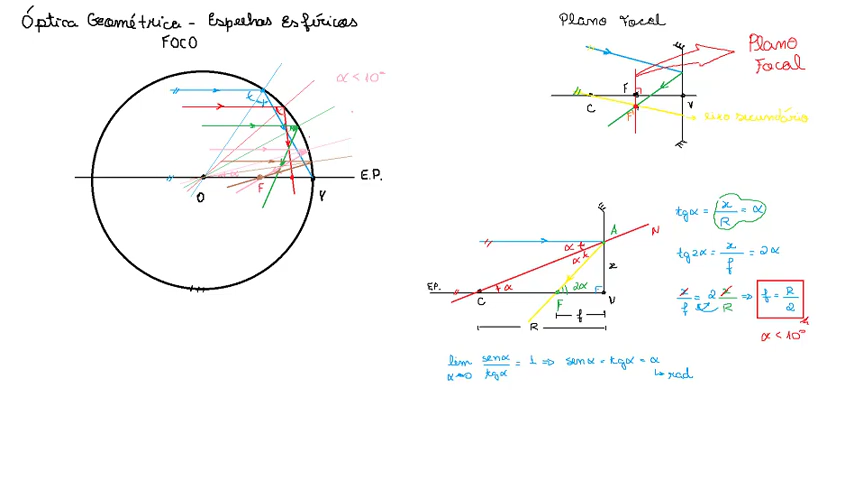 Óptica Geométrica - Espelhos Esféricos
FOCO
α < 10°
O
F
V
E.P.
Plano Focal
Plano
Focal
F
C
V
F'
eixo secundário
A
N
α
α
x
E.P.
α
2α
C
F
V
f
R
tgα = x/R = α
tg2α = x/f = 2α
x/f = 2 x/R ⇒ f = R/2
α < 10°
lim senα/tgα = 1 ⇒ senα = tgα = α
α→0
↳ rad